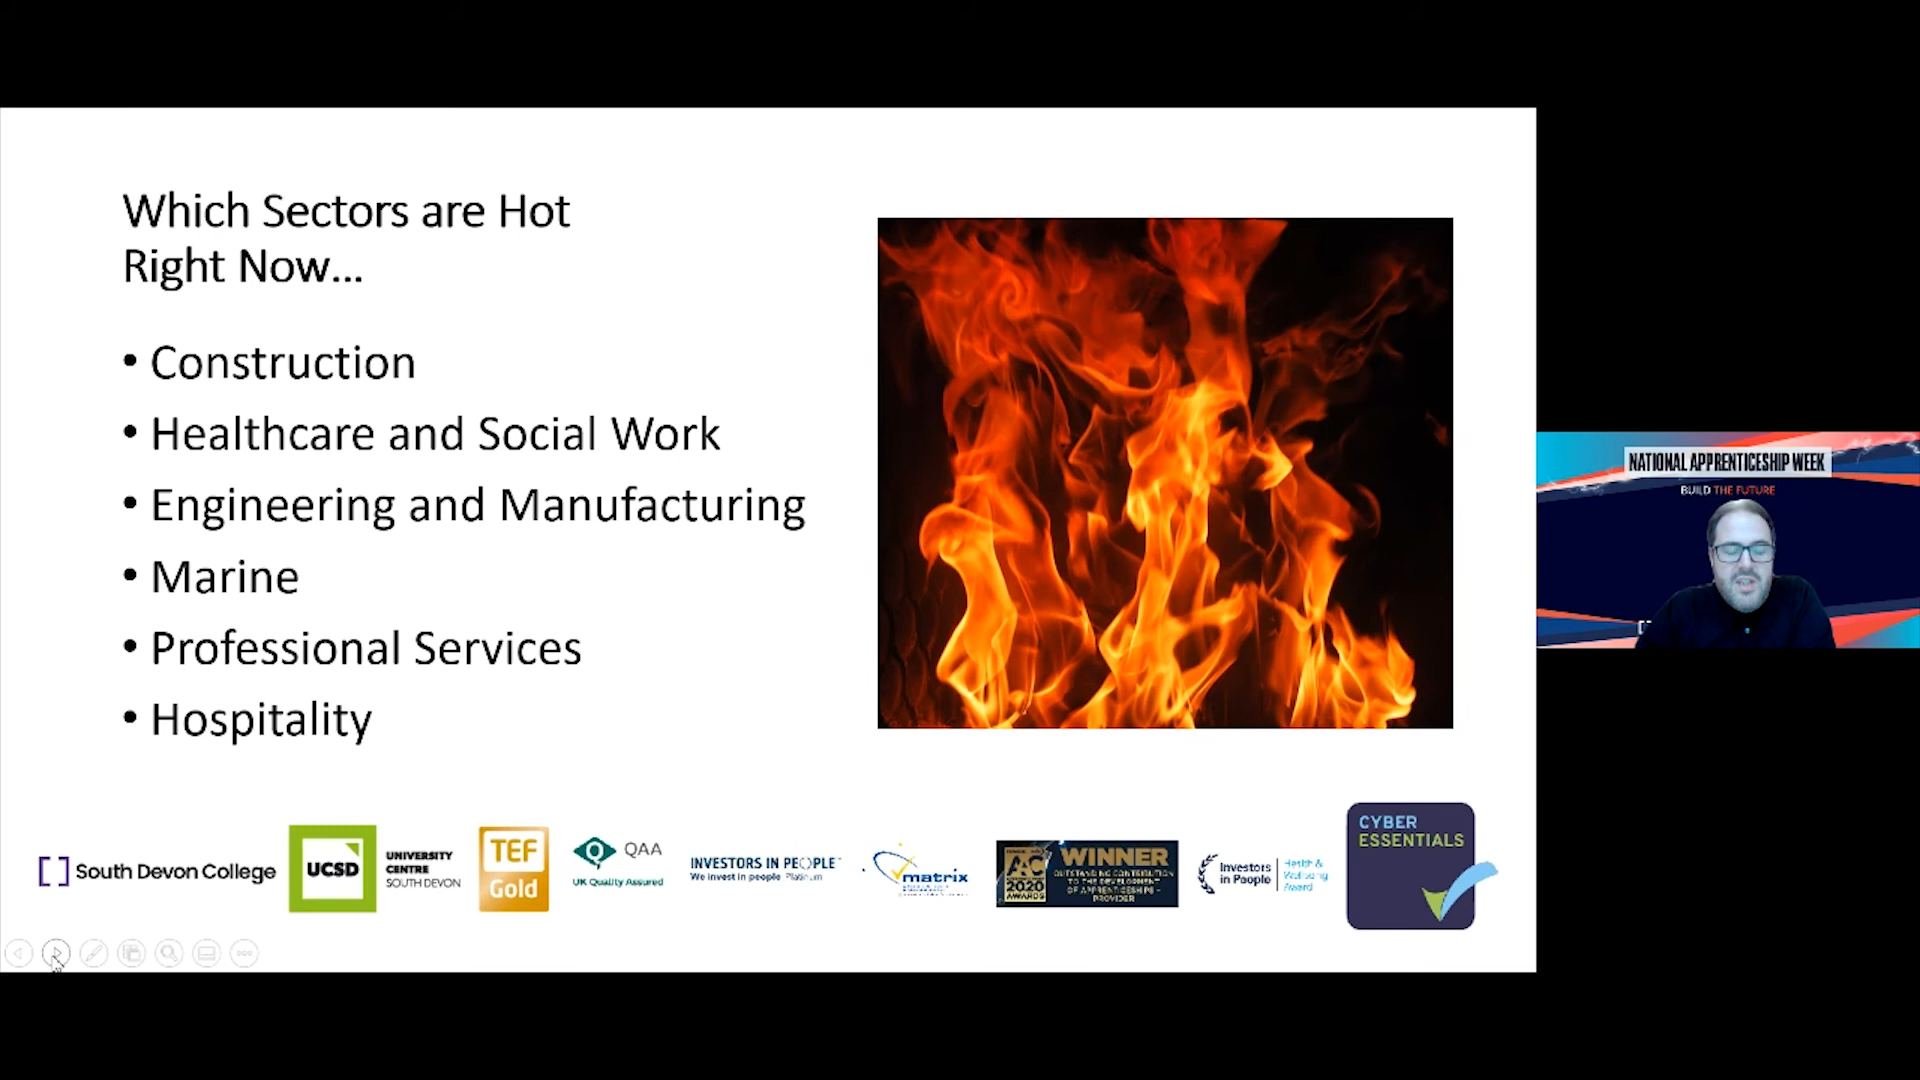 Which Sectors are Hot
Right Now...
• Construction
• Healthcare and Social Work
• Engineering and Manufacturing
• Marine
• Professional Services
• Hospitality
NATIONAL APPRENTICESHIP WEEK
BUILD THE FUTURE
South Devon College
UCSD
UNIVERSITY
CENTRE
SOUTH DEVON
TEF
Gold
QAA
UK Quality Assured
INVESTORS IN PEOPLE
We invest in people Platinum
matrix
AC
2020
AWARDS
WINNER
OUTSTANDING CONTRIBUTION
TO THE DEVELOPMENT
OF APPRENTICESHIPS -
PROVIDER
Investors
in People
Health &
Wellbeing
Award
CYBER
ESSENTIALS